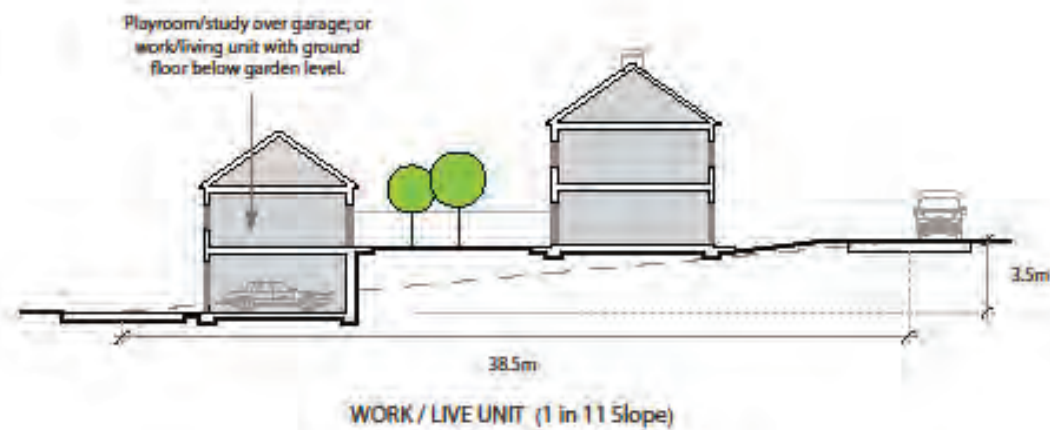 Playroom/study over garage; or
work/living unit with ground
floor below garden level.
3.5m
38.5m
WORK / LIVE UNIT (1 in 11 Slope)